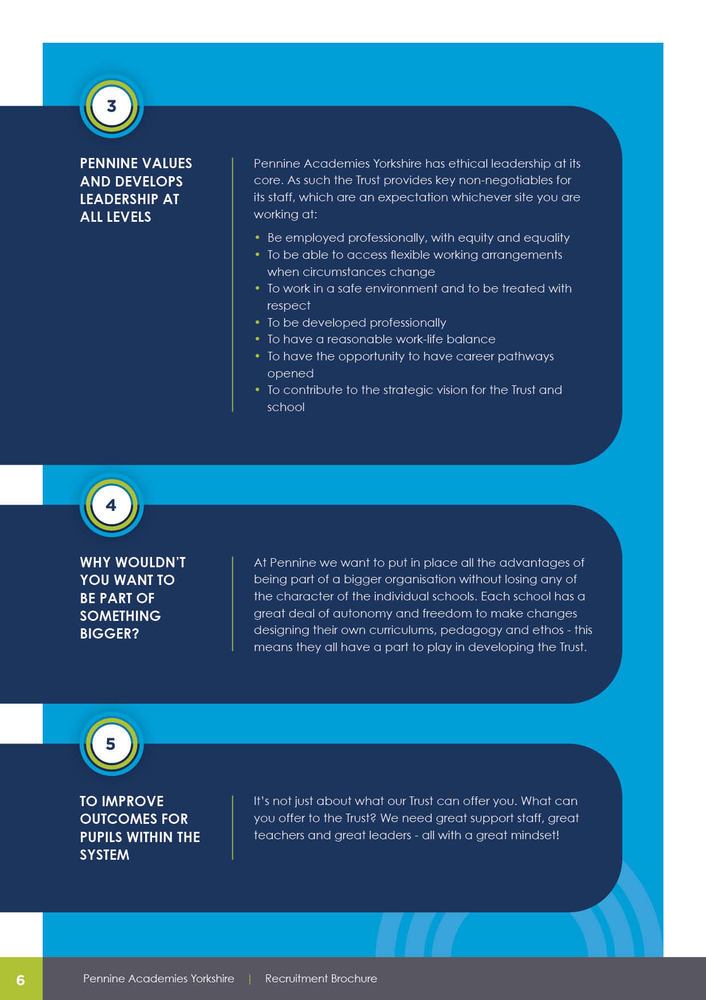 3
PENNINE VALUES
AND DEVELOPS
LEADERSHIP AT
ALL LEVELS
Pennine Academies Yorkshire has ethical leadership at its
core. As such the Trust provides key non-negotiables for
its staff, which are an expectation whichever site you are
working at:
• Be employed professionally, with equity and equality
• To be able to access flexible working arrangements
when circumstances change
• To work in a safe environment and to be treated with
respect
• To be developed professionally
• To have a reasonable work-life balance
• To have the opportunity to have career pathways
opened
• To contribute to the strategic vision for the Trust and
school
4
WHY WOULDN’T
YOU WANT TO
BE PART OF
SOMETHING
BIGGER?
At Pennine we want to put in place all the advantages of
being part of a bigger organisation without losing any of
the character of the individual schools. Each school has a
great deal of autonomy and freedom to make changes
designing their own curriculums, pedagogy and ethos - this
means they all have a part to play in developing the Trust.
5
TO IMPROVE
OUTCOMES FOR
PUPILS WITHIN THE
SYSTEM
It’s not just about what our Trust can offer you. What can
you offer to the Trust? We need great support staff, great
teachers and great leaders - all with a great mindset!
6
Pennine Academies Yorkshire | Recruitment Brochure